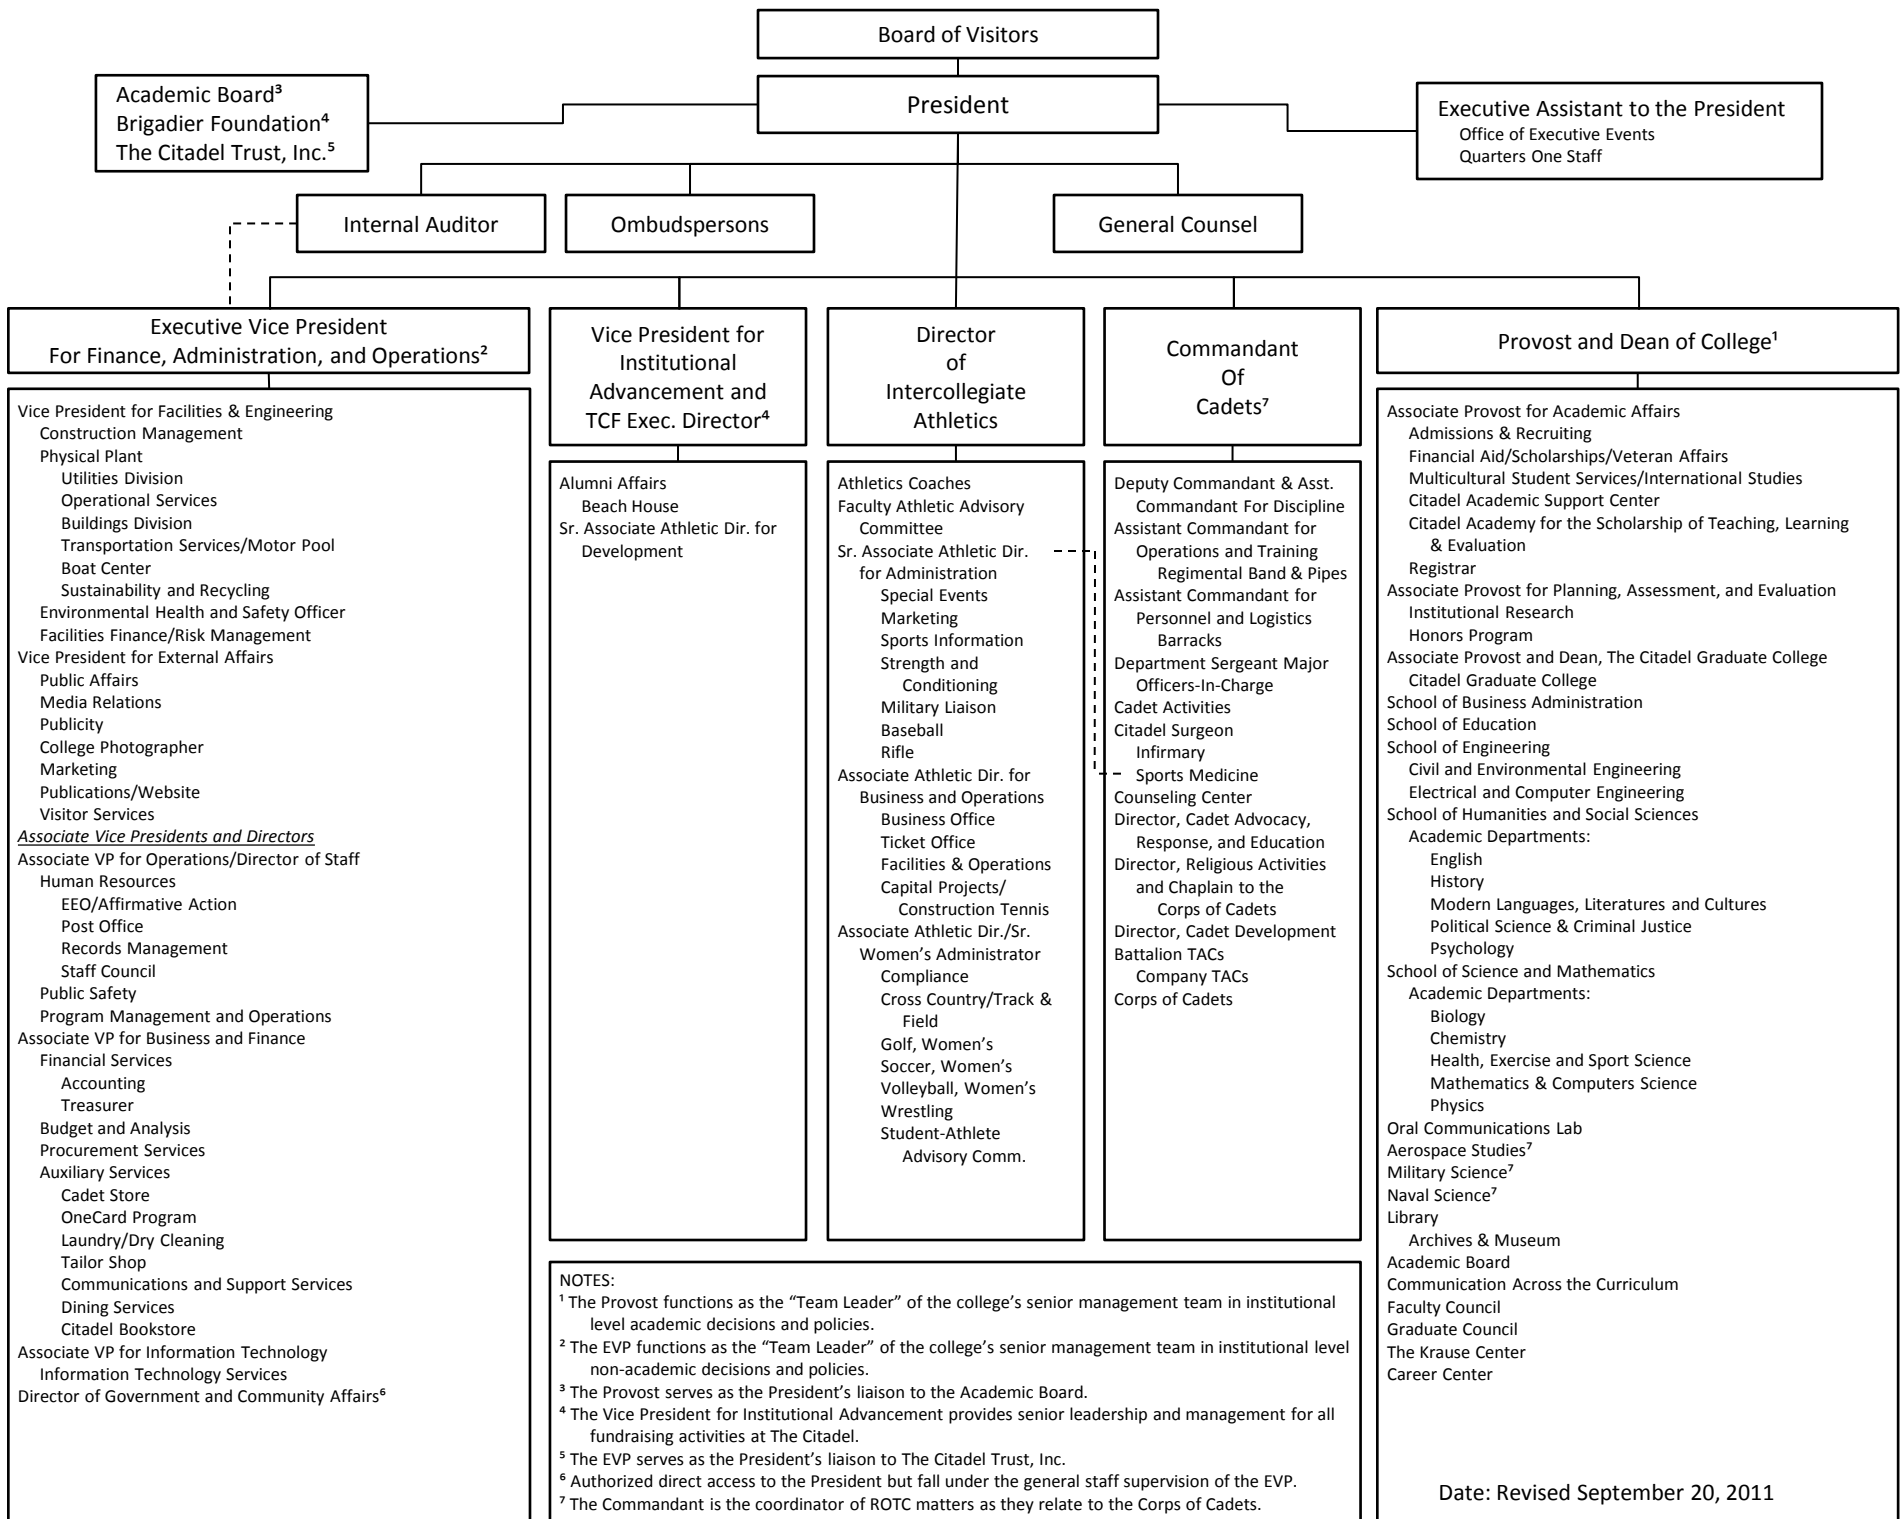 Board of Visitors
President
Academic Board³
Brigadier Foundation⁴
The Citadel Trust, Inc.⁵
Executive Assistant to the President
Office of Executive Events
Quarters One Staff
Internal Auditor
Ombudspersons
General Counsel
Executive Vice President
For Finance, Administration, and Operations²
Vice President for Facilities & Engineering
Construction Management
Physical Plant
Utilities Division
Operational Services
Buildings Division
Transportation Services/Motor Pool
Boat Center
Sustainability and Recycling
Environmental Health and Safety Officer
Facilities Finance/Risk Management
Vice President for External Affairs
Public Affairs
Media Relations
Publicity
College Photographer
Marketing
Publications/Website
Visitor Services
Associate Vice Presidents and Directors
Associate VP for Operations/Director of Staff
Human Resources
EEO/Affirmative Action
Post Office
Records Management
Staff Council
Public Safety
Program Management and Operations
Associate VP for Business and Finance
Financial Services
Accounting
Treasurer
Budget and Analysis
Procurement Services
Auxiliary Services
Cadet Store
OneCard Program
Laundry/Dry Cleaning
Tailor Shop
Communications and Support Services
Dining Services
Citadel Bookstore
Associate VP for Information Technology
Information Technology Services
Director of Government and Community Affairs⁶
Vice President for
Institutional
Advancement and
TCF Exec. Director⁴
Alumni Affairs
Beach House
Sr. Associate Athletic Dir. for
Development
Director
of
Intercollegiate
Athletics
Athletics Coaches
Faculty Athletic Advisory
Committee
Sr. Associate Athletic Dir.
for Administration
Special Events
Marketing
Sports Information
Strength and
Conditioning
Military Liaison
Baseball
Rifle
Associate Athletic Dir. for
Business and Operations
Business Office
Ticket Office
Facilities & Operations
Capital Projects/
Construction Tennis
Associate Athletic Dir./Sr.
Women's Administrator
Compliance
Cross Country/Track &
Field
Golf, Women's
Soccer, Women's
Volleyball, Women's
Wrestling
Student-Athlete
Advisory Comm.
Commandant
Of
Cadets⁷
Deputy Commandant & Asst.
Commandant For Discipline
Assistant Commandant for
Operations and Training
Regimental Band & Pipes
Assistant Commandant for
Personnel and Logistics
Barracks
Department Sergeant Major
Officers-In-Charge
Cadet Activities
Citadel Surgeon
Infirmary
Sports Medicine
Counseling Center
Director, Cadet Advocacy,
Response, and Education
Director, Religious Activities
and Chaplain to the
Corps of Cadets
Director, Cadet Development
Battalion TACs
Company TACs
Corps of Cadets
Provost and Dean of College¹
Associate Provost for Academic Affairs
Admissions & Recruiting
Financial Aid/Scholarships/Veteran Affairs
Multicultural Student Services/International Studies
Citadel Academic Support Center
Citadel Academy for the Scholarship of Teaching, Learning
& Evaluation
Registrar
Associate Provost for Planning, Assessment, and Evaluation
Institutional Research
Honors Program
Associate Provost and Dean, The Citadel Graduate College
Citadel Graduate College
School of Business Administration
School of Education
School of Engineering
Civil and Environmental Engineering
Electrical and Computer Engineering
School of Humanities and Social Sciences
Academic Departments:
English
History
Modern Languages, Literatures and Cultures
Political Science & Criminal Justice
Psychology
School of Science and Mathematics
Academic Departments:
Biology
Chemistry
Health, Exercise and Sport Science
Mathematics & Computers Science
Physics
Oral Communications Lab
Aerospace Studies⁷
Military Science⁷
Naval Science⁷
Library
Archives & Museum
Academic Board
Communication Across the Curriculum
Faculty Council
Graduate Council
The Krause Center
Career Center
NOTES:
¹ The Provost functions as the “Team Leader” of the college's senior management team in institutional
level academic decisions and policies.
² The EVP functions as the “Team Leader” of the college's senior management team in institutional level
non-academic decisions and policies.
³ The Provost serves as the President's liaison to the Academic Board.
⁴ The Vice President for Institutional Advancement provides senior leadership and management for all
fundraising activities at The Citadel.
⁵ The EVP serves as the President's liaison to The Citadel Trust, Inc.
⁶ Authorized direct access to the President but fall under the general staff supervision of the EVP.
⁷ The Commandant is the coordinator of ROTC matters as they relate to the Corps of Cadets.
Date: Revised September 20, 2011